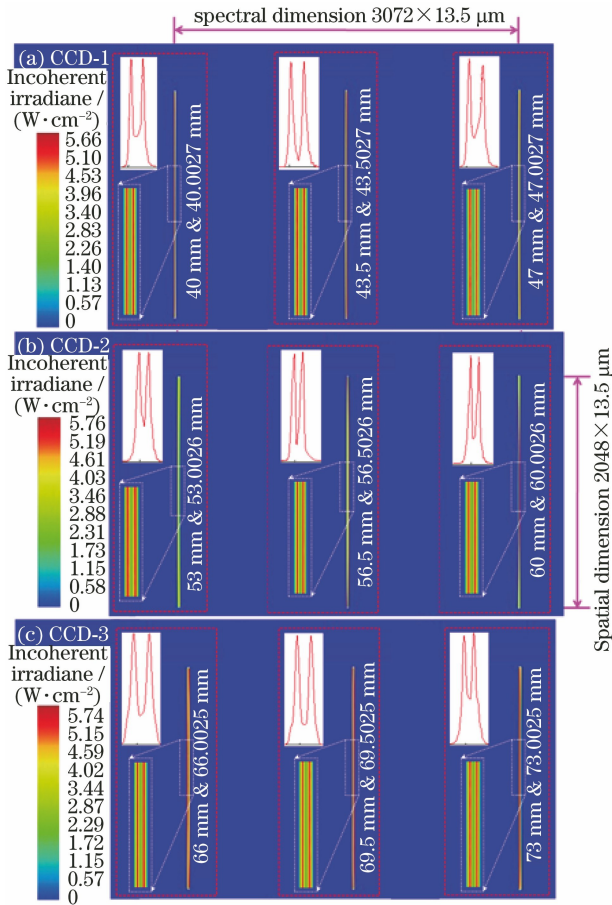 spectral dimension 3072×13.5 μm
(a) CCD-1
Incoherent
irradiane /
(W·cm⁻²)
5.66
5.10
4.53
3.96
3.40
2.83
2.26
1.40
1.13
0.57
0
40 mm & 40.0027 mm
43.5 mm & 43.5027 mm
47 mm & 47.0027 mm
(b) CCD-2
Incoherent
irradiane /
(W·cm⁻²)
5.76
5.19
4.61
4.03
3.46
2.88
2.31
1.73
1.15
0.58
0
53 mm & 53.0026 mm
56.5 mm & 56.5026 mm
60 mm & 60.0026 mm
Spatial dimension 2048×13.5 μm
(c) CCD-3
Incoherent
irradiane /
(W·cm⁻²)
5.74
5.15
4.59
4.02
3.44
2.87
2.29
1.72
1.15
0.57
0
66 mm & 66.0025 mm
69.5 mm & 69.5025 mm
73 mm & 73.0025 mm